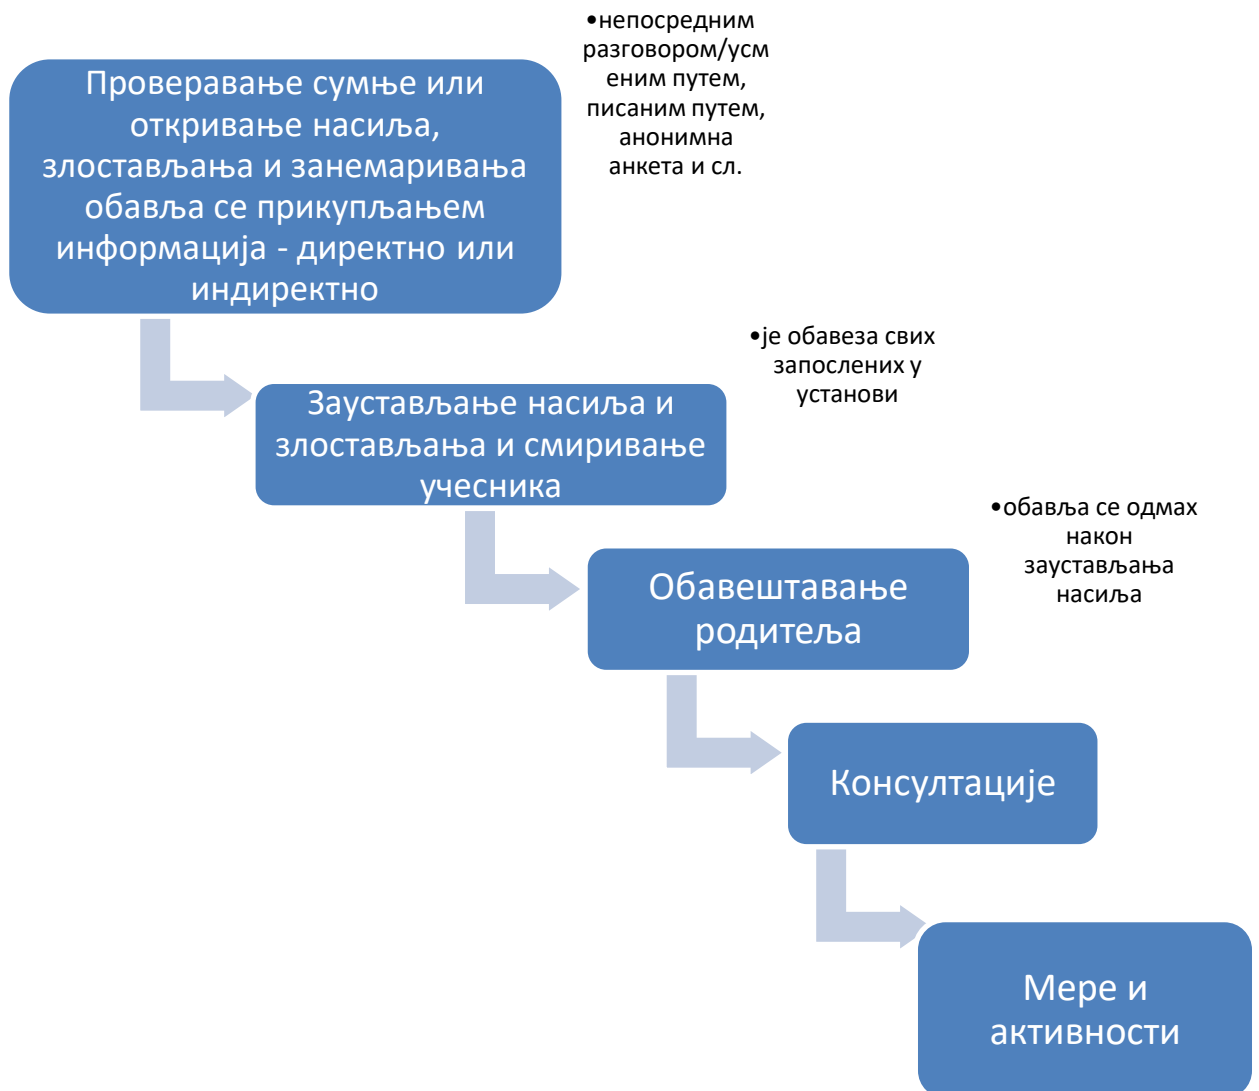 Проверавање сумње или
откривање насиља,
злостављања и занемаривања
обавља се прикупљањем
информација - директно или
индиректно
•непосредним
разговором/усм
еним путем,
писаним путем,
анонимна
анкета и сл.
Заустављање насиља и
злостављања и смиривање
учесника
•је обавеза свих
запослених у
установи
Обавештавање
родитеља
•обавља се одмах
након
заустављања
насиља
Консултације
Мере и
активности